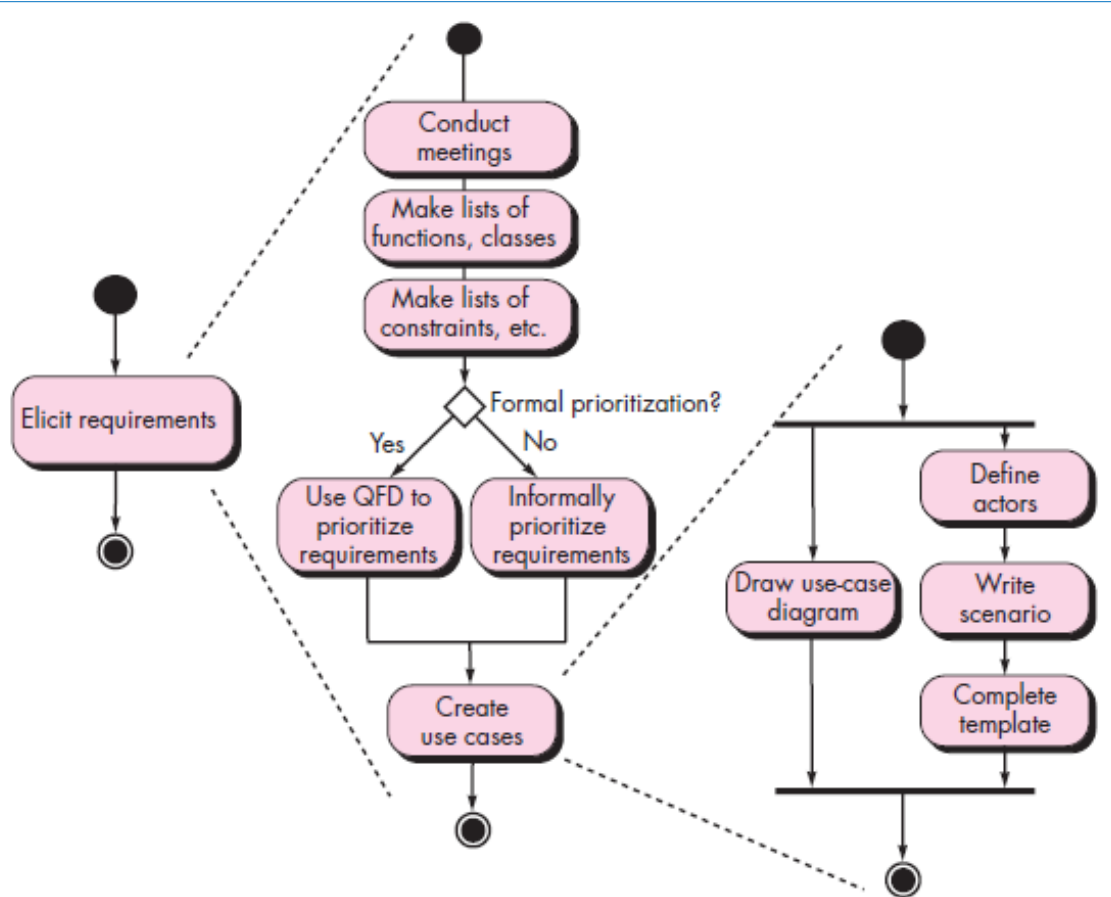 Elicit requirements
Conduct
meetings
Make lists of
functions, classes
Make lists of
constraints, etc.
Formal prioritization?
Yes
No
Use QFD to
prioritize
requirements
Informally
prioritize
requirements
Create
use cases
Draw use-case
diagram
Define
actors
Write
scenario
Complete
template